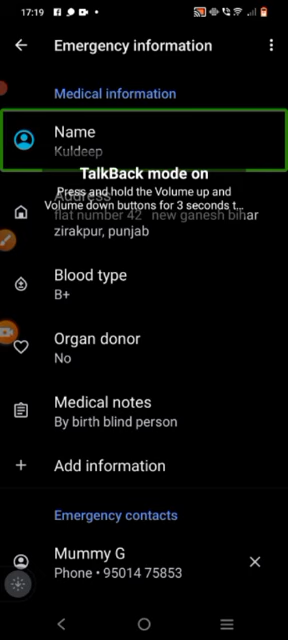 17:19
Emergency information
Medical information
Name
Kuldeep
TalkBack mode on
Press and hold the Volume up and
Volume down buttons for 3 seconds t...
Address
flat number 42 new ganesh bihar
zirakpur, punjab
Blood type
B+
Organ donor
No
Medical notes
By birth blind person
Add information
Emergency contacts
Mummy G
Phone • 95014 75853